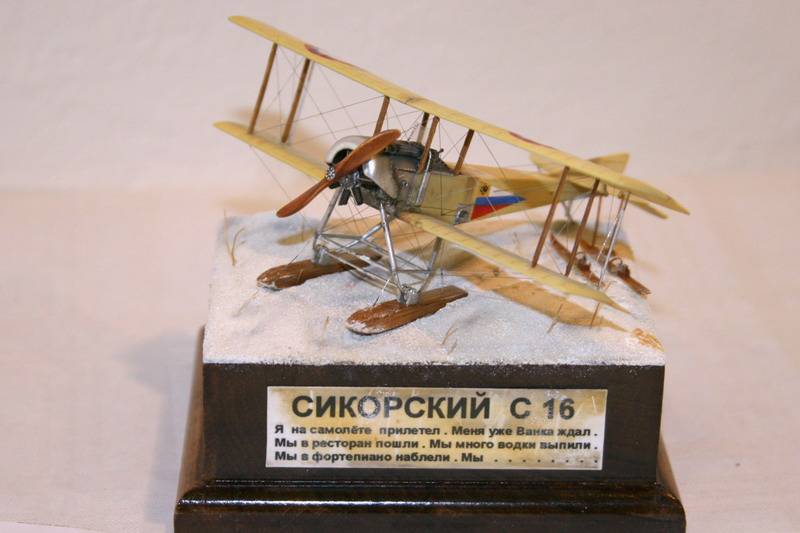 СИКОРСКИЙ С 16
Я на самолёте прилетел . Меня уже Ванка ждал .
Мы в ресторан пошли . Мы много водки выпили .
Мы в фортепиано наблели . Мы . . . . . . . . . .